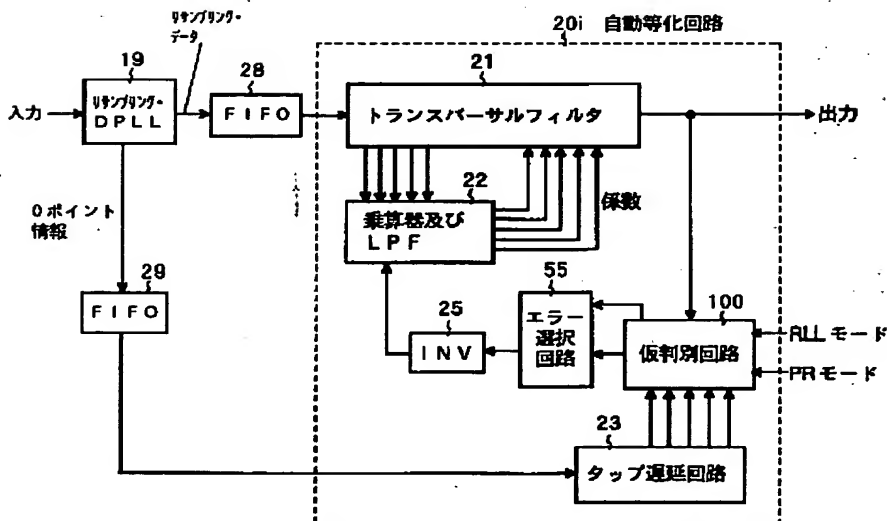 リサンプリング・
データ
20i 自動等化回路
19
28
21
入力
リサンプリング・
DPLL
FIFO
トランスバーサルフィルタ
出力
22
係数
乗算器及び
LPF
0ポイント
情報
29
FIFO
55
エラー
選択
回路
25
INV
100
仮判別回路
RLLモード
PRモード
23
タップ遅延回路